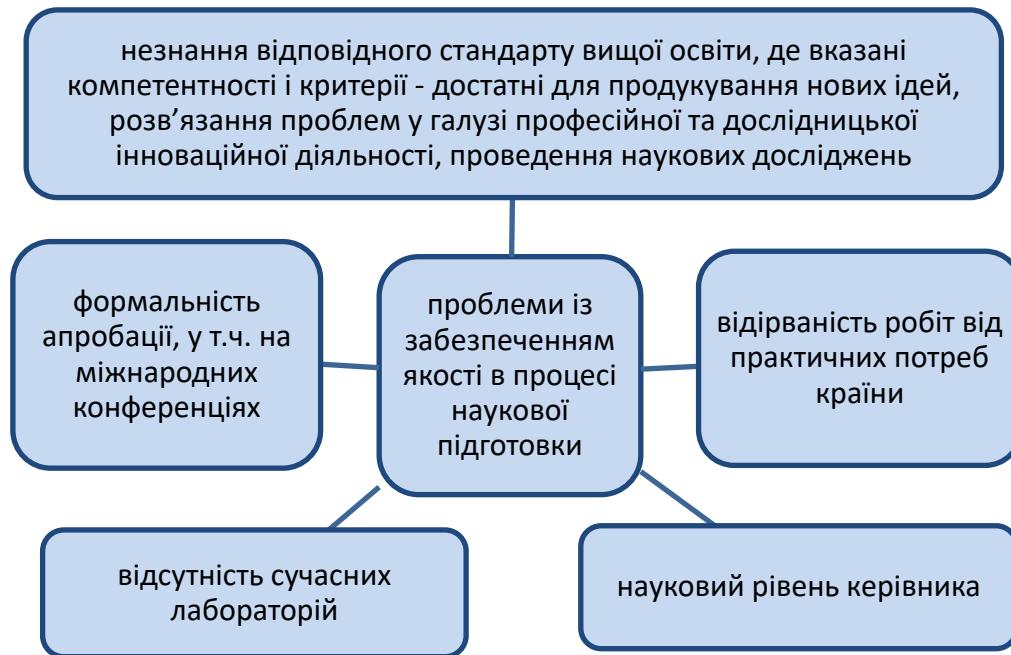 незнання відповідного стандарту вищої освіти, де вказані
компетентності і критерії - достатні для продукування нових ідей,
розв’язання проблем у галузі професійної та дослідницької
інноваційної діяльності, проведення наукових досліджень
формальність
апробації, у т.ч. на
міжнародних
конференціях
проблеми із
забезпеченням
якості в процесі
наукової
підготовки
відірваність робіт від
практичних потреб
країни
відсутність сучасних
лабораторій
науковий рівень керівника